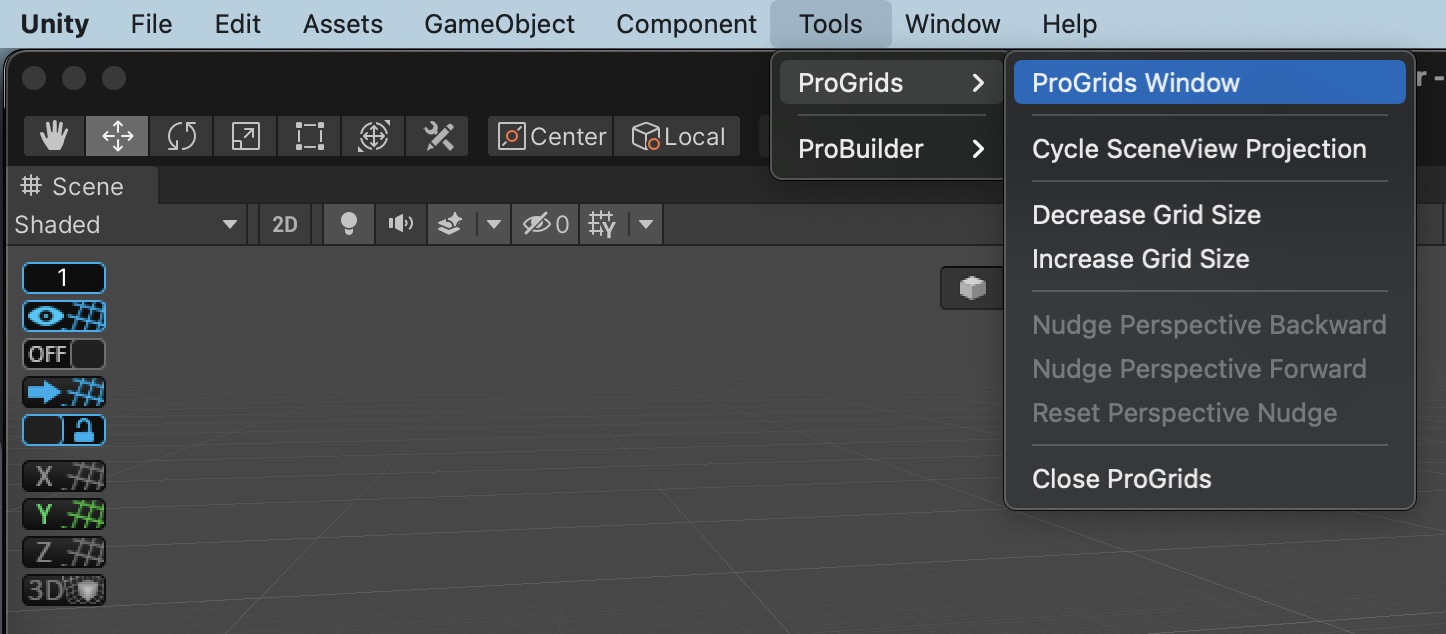 Unity File Edit Assets GameObject Component Tools Window Help
ProGrids
ProBuilder
ProGrids Window
Cycle SceneView Projection
Decrease Grid Size
Increase Grid Size
Nudge Perspective Backward
Nudge Perspective Forward
Reset Perspective Nudge
Close ProGrids
r -
Center Local
Scene
Shaded 2D 0
1
OFF
X
Y
Z
3D